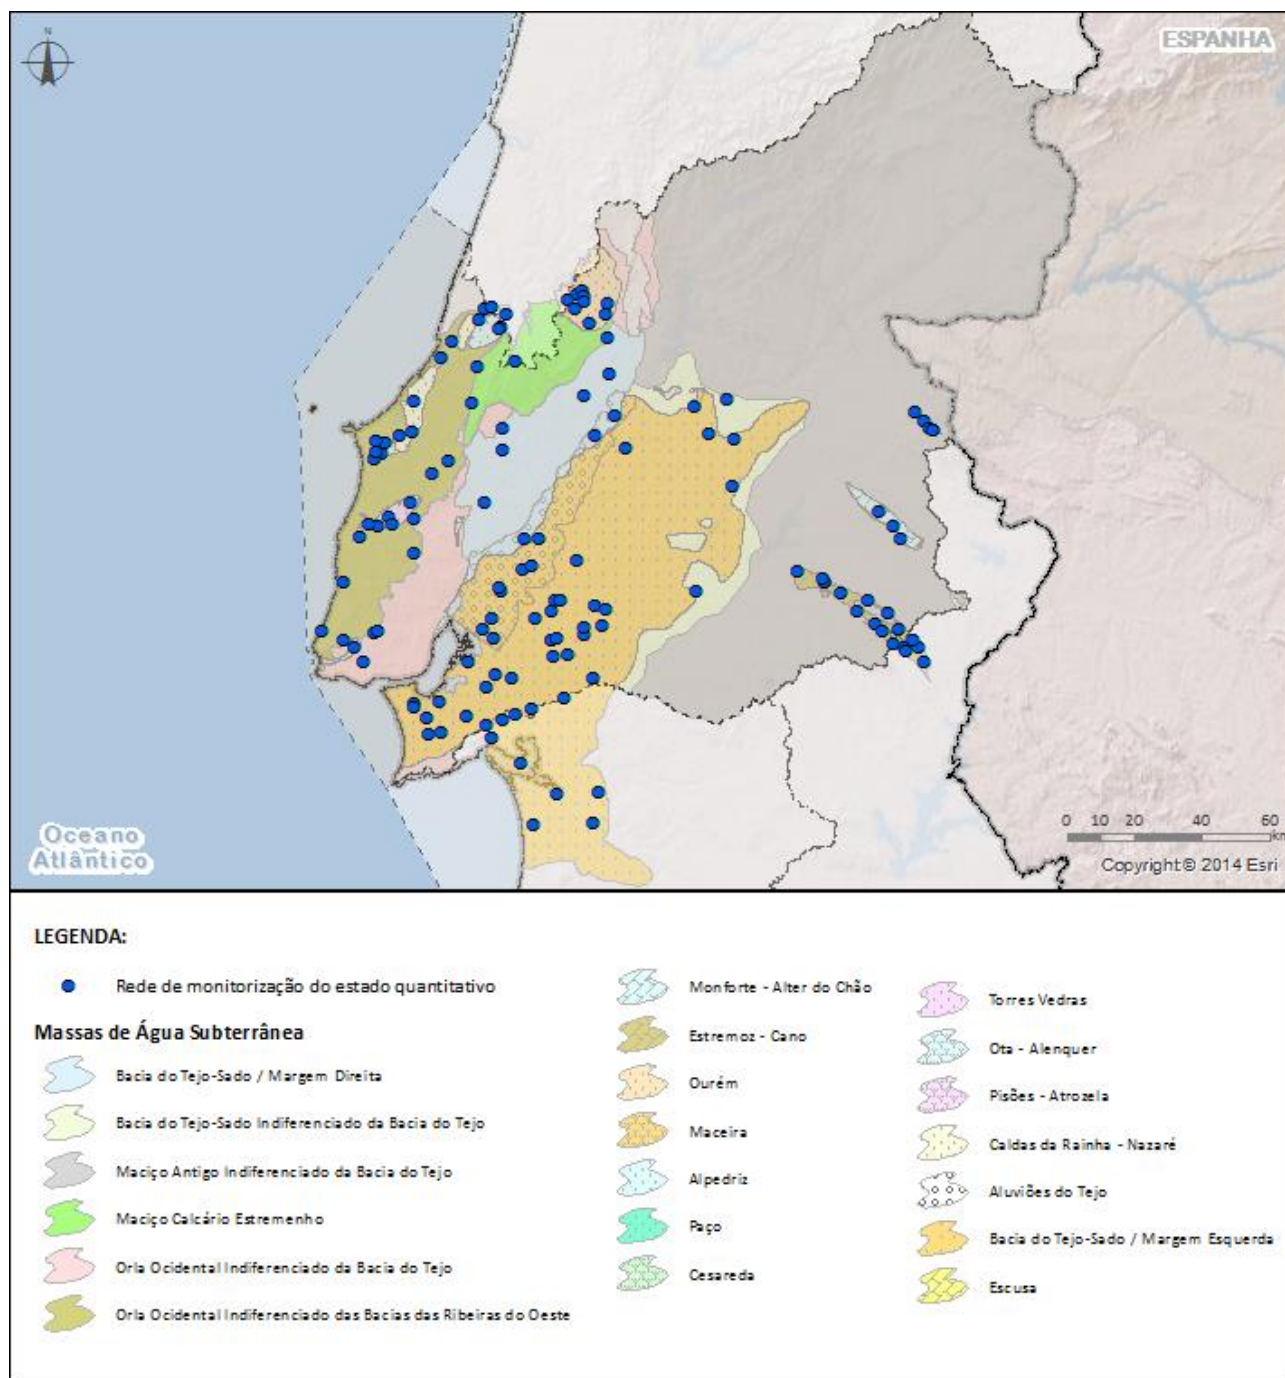 N
ESPANHA
Oceano
Atlântico
0 10 20 40 60
km
Copyright:© 2014 Esri
LEGENDA:
Rede de monitorização do estado quantitativo
Massas de Água Subterrânea
Bacia do Tejo-Sado / Margem Direita
Bacia do Tejo-Sado Indiferenciado da Bacia do Tejo
Maciço Antigo Indiferenciado da Bacia do Tejo
Maciço Calcário Estremenho
Orla Ocidental Indiferenciado da Bacia do Tejo
Orla Ocidental Indiferenciado das Bacias das Ribeiras do Oeste
Monforte - Alter do Chão
Estremoz - Cano
Ourém
Maceira
Alpedriz
Paço
Cesareda
Torres Vedras
Ota - Alenquer
Pisões - Atrozela
Caldas da Rainha - Nazaré
Aluviões do Tejo
Bacia do Tejo-Sado / Margem Esquerda
Escusa